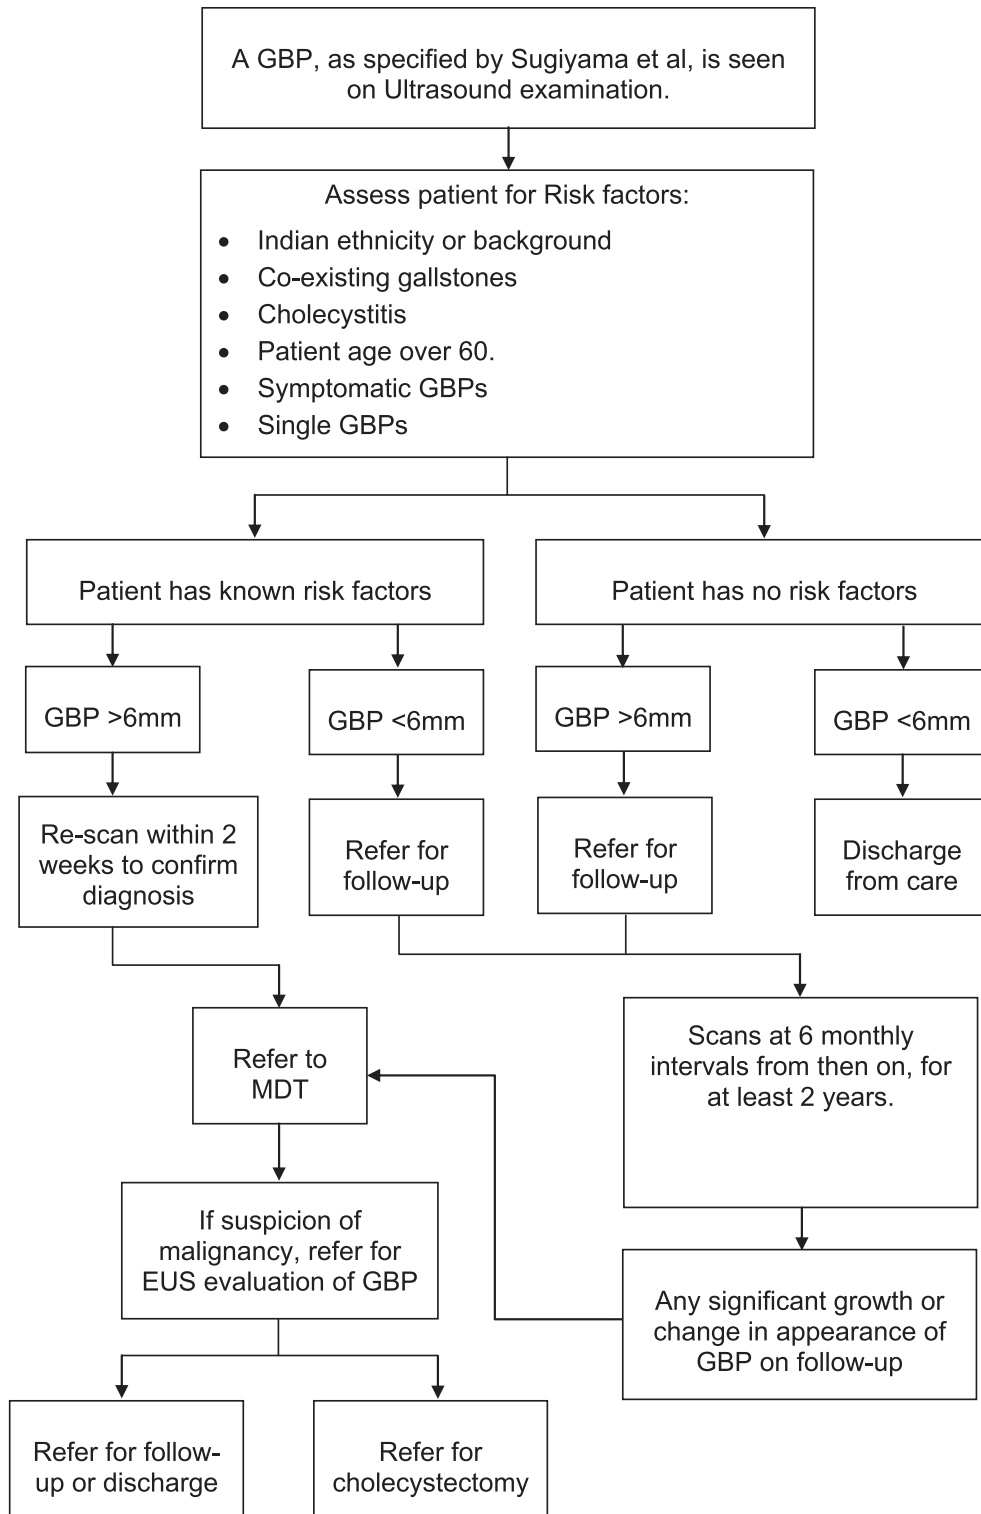 A GBP, as specified by Sugiyama et al, is seen
on Ultrasound examination.
Assess patient for Risk factors:
• Indian ethnicity or background
• Co-existing gallstones
• Cholecystitis
• Patient age over 60.
• Symptomatic GBPs
• Single GBPs
Patient has known risk factors
Patient has no risk factors
GBP >6mm
GBP <6mm
GBP >6mm
GBP <6mm
Re-scan within 2
weeks to confirm
diagnosis
Refer for
follow-up
Refer for
follow-up
Discharge
from care
Refer to
MDT
Scans at 6 monthly
intervals from then on, for
at least 2 years.
If suspicion of
malignancy, refer for
EUS evaluation of GBP
Any significant growth or
change in appearance of
GBP on follow-up
Refer for follow-
up or discharge
Refer for
cholecystectomy